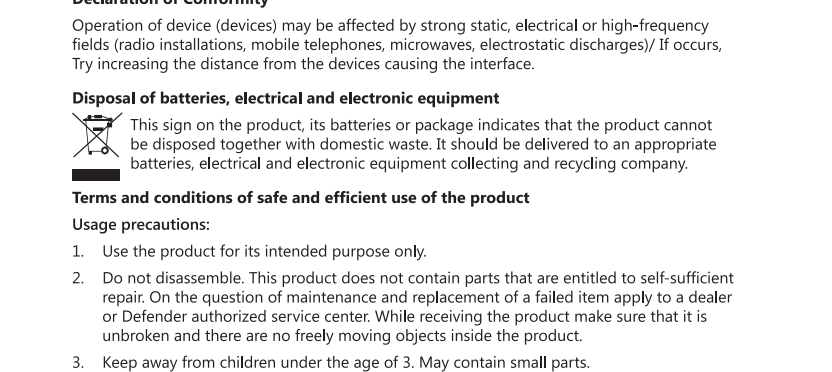 Declaration of Conformity
Operation of device (devices) may be affected by strong static, electrical or high-frequency
fields (radio installations, mobile telephones, microwaves, electrostatic discharges)/ If occurs,
Try increasing the distance from the devices causing the interface.
Disposal of batteries, electrical and electronic equipment
This sign on the product, its batteries or package indicates that the product cannot
be disposed together with domestic waste. It should be delivered to an appropriate
batteries, electrical and electronic equipment collecting and recycling company.
Terms and conditions of safe and efficient use of the product
Usage precautions:
1. Use the product for its intended purpose only.
2. Do not disassemble. This product does not contain parts that are entitled to self-sufficient
repair. On the question of maintenance and replacement of a failed item apply to a dealer
or Defender authorized service center. While receiving the product make sure that it is
unbroken and there are no freely moving objects inside the product.
3. Keep away from children under the age of 3. May contain small parts.